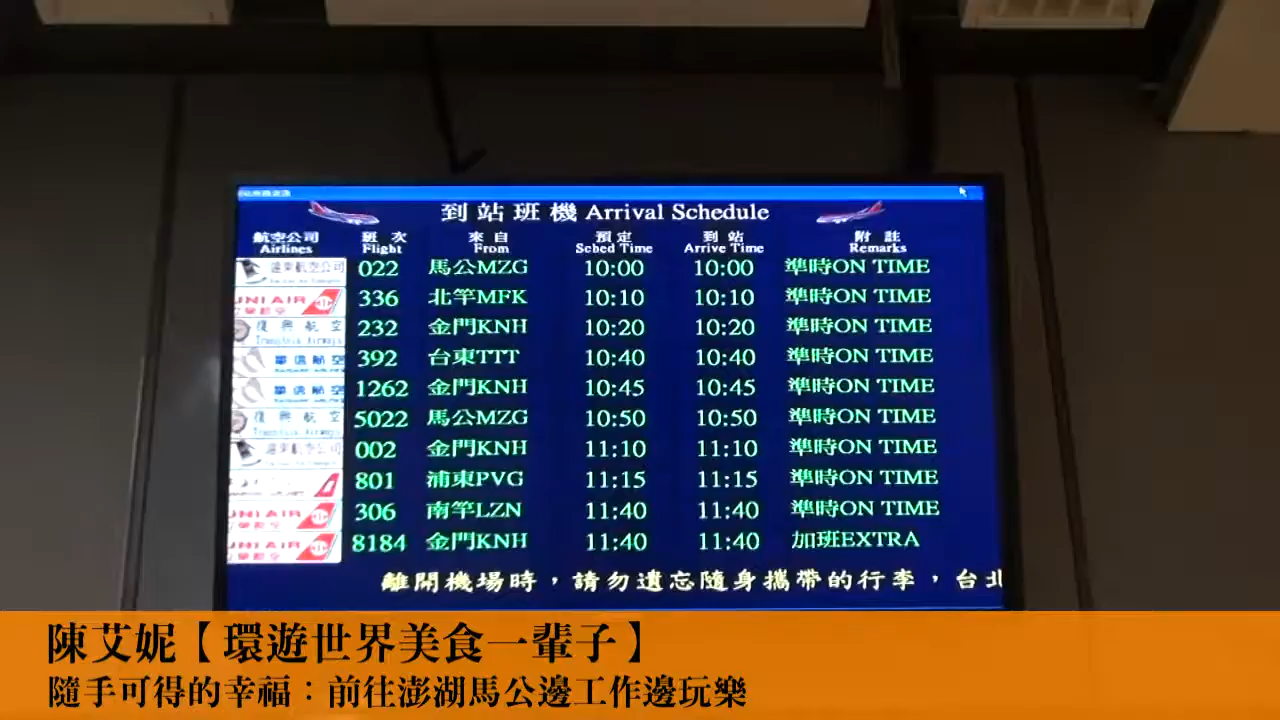 到站班機 Arrival Schedule
航空公司 班次 來自 預定 到站 附註
Airlines Flight From Sched Time Arrive Time Remarks
遠東航空公司 022 馬公MZG 10:00 10:00 準時ON TIME
UNI AIR 336 北竿MFK 10:10 10:10 準時ON TIME
復興航空 232 金門KNH 10:20 10:20 準時ON TIME
華信航空 392 台東TTT 10:40 10:40 準時ON TIME
華信航空 1262 金門KNH 10:45 10:45 準時ON TIME
復興航空 5022 馬公MZG 10:50 10:50 準時ON TIME
遠東航空公司 002 金門KNH 11:10 11:10 準時ON TIME
801 浦東PVG 11:15 11:15 準時ON TIME
UNI AIR 306 南竿LZN 11:40 11:40 準時ON TIME
UNI AIR 8184 金門KNH 11:40 11:40 加班EXTRA
離開機場時，請勿遺忘隨身攜帶的行李，台北
陳艾妮【環遊世界美食一輩子】
隨手可得的幸福：前往澎湖馬公邊工作邊玩樂